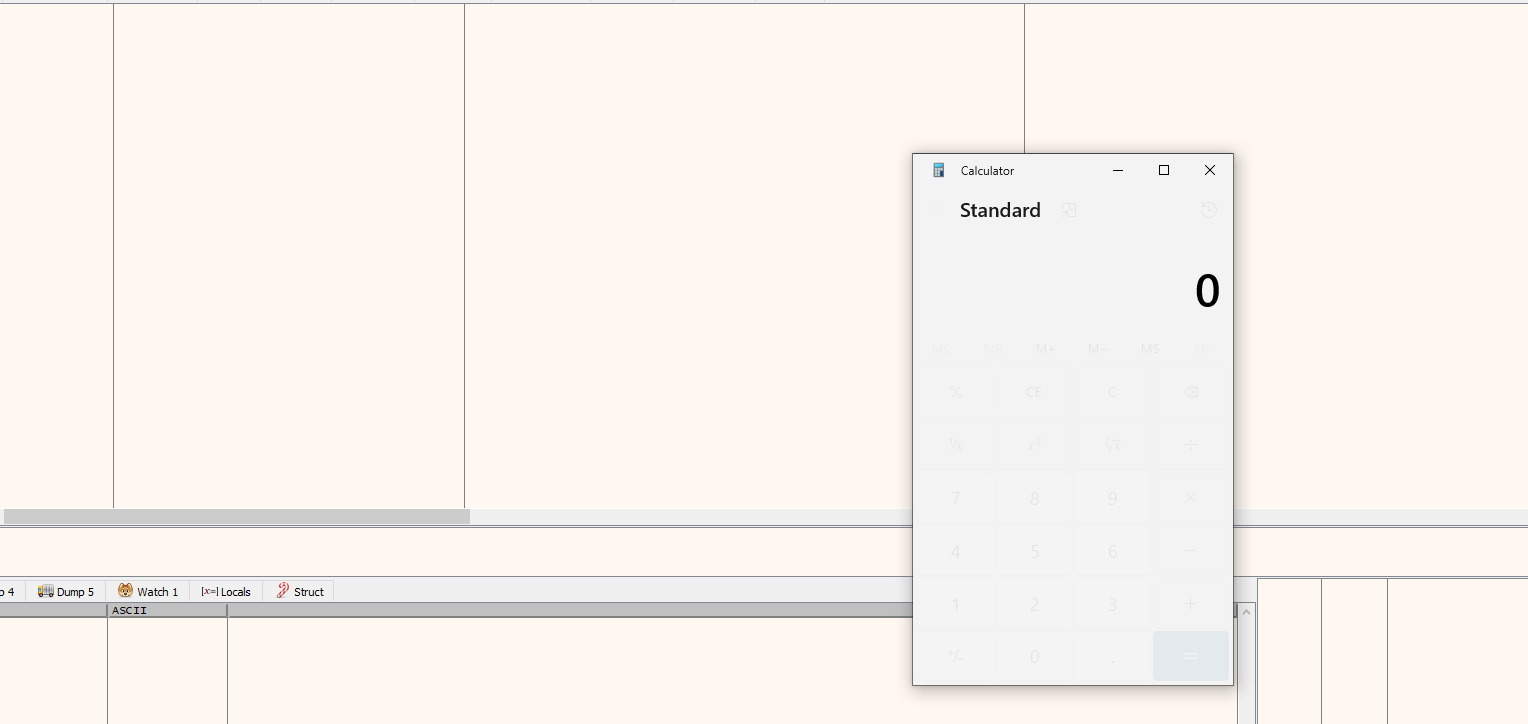 Calculator
Standard
0
MC MR M+ M− MS M˅
% CE C
¹/x x² ²√x ÷
7 8 9 ×
4 5 6 −
1 2 3 +
+/− 0 . =
4 Dump 5 Watch 1 [x=] Locals Struct
ASCII